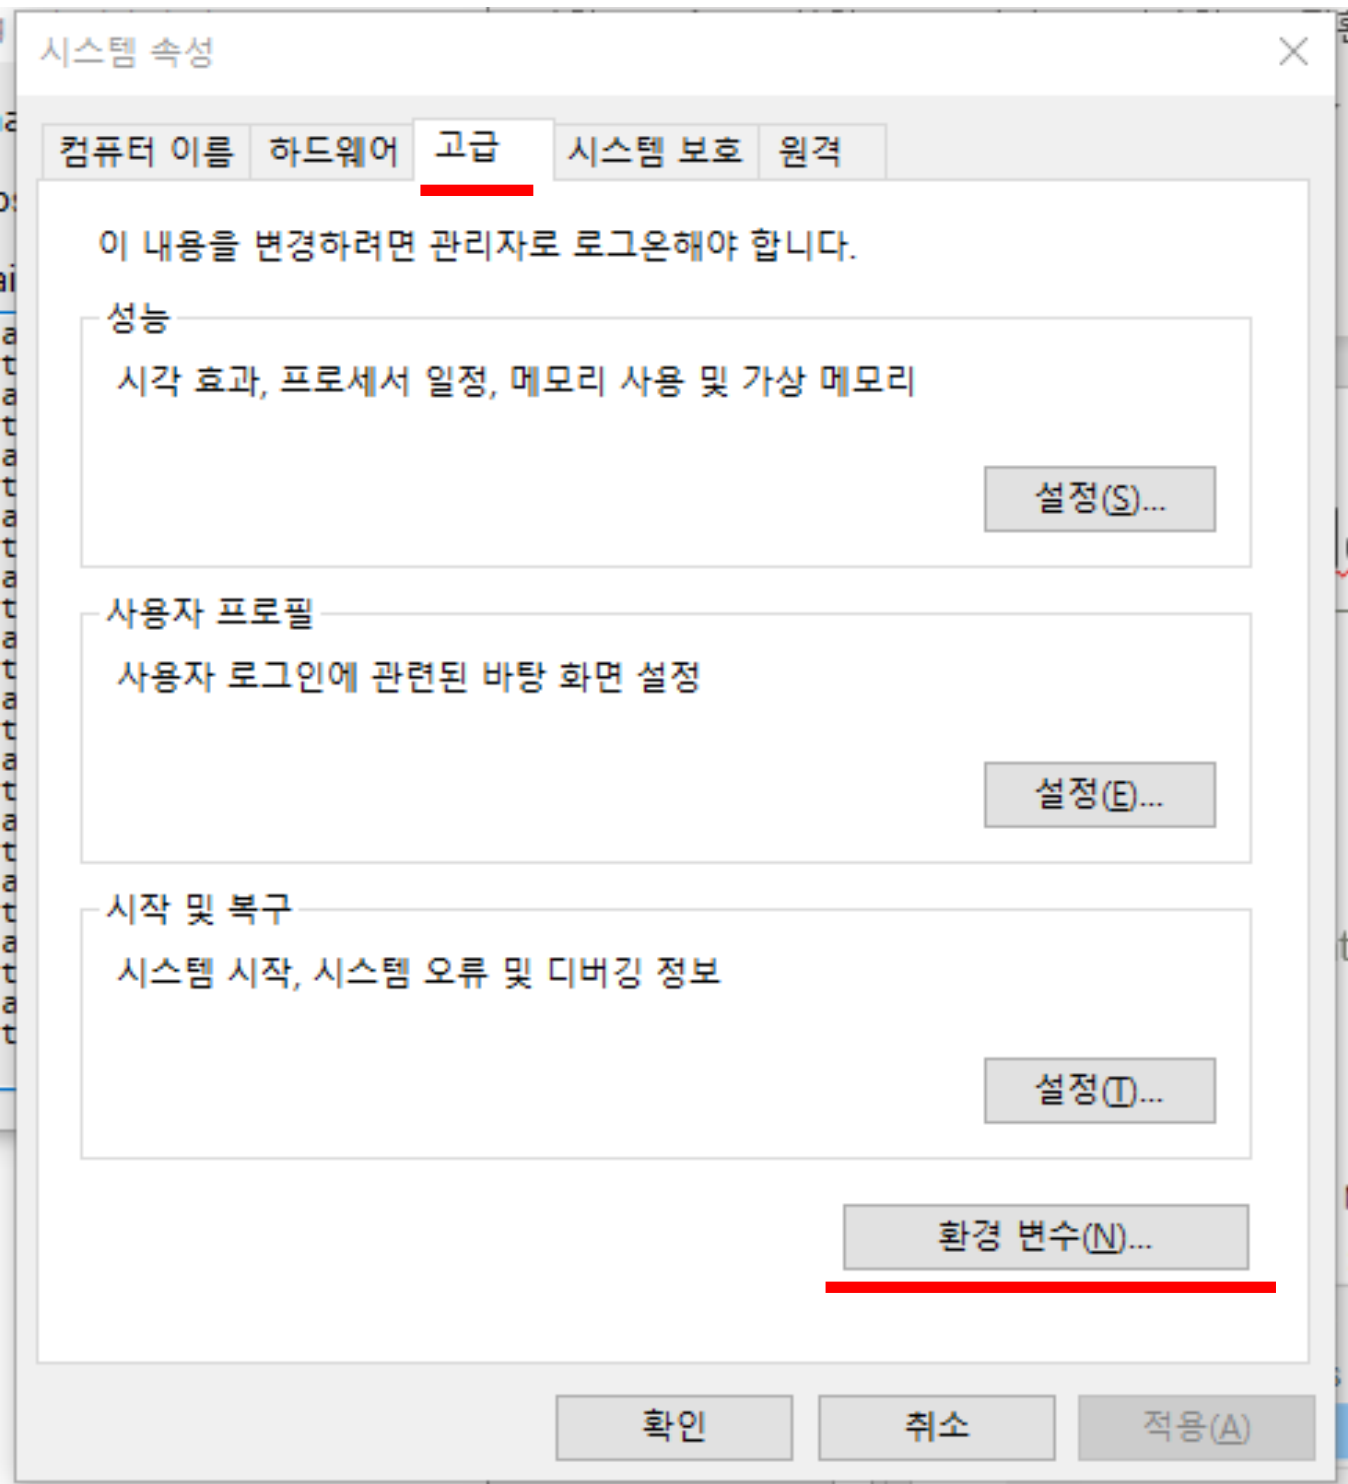 시스템 속성
컴퓨터 이름 하드웨어 고급 시스템 보호 원격
이 내용을 변경하려면 관리자로 로그온해야 합니다.
성능
시각 효과, 프로세서 일정, 메모리 사용 및 가상 메모리
설정(S)...
사용자 프로필
사용자 로그인에 관련된 바탕 화면 설정
설정(E)...
시작 및 복구
시스템 시작, 시스템 오류 및 디버깅 정보
설정(T)...
환경 변수(N)...
확인 취소 적용(A)